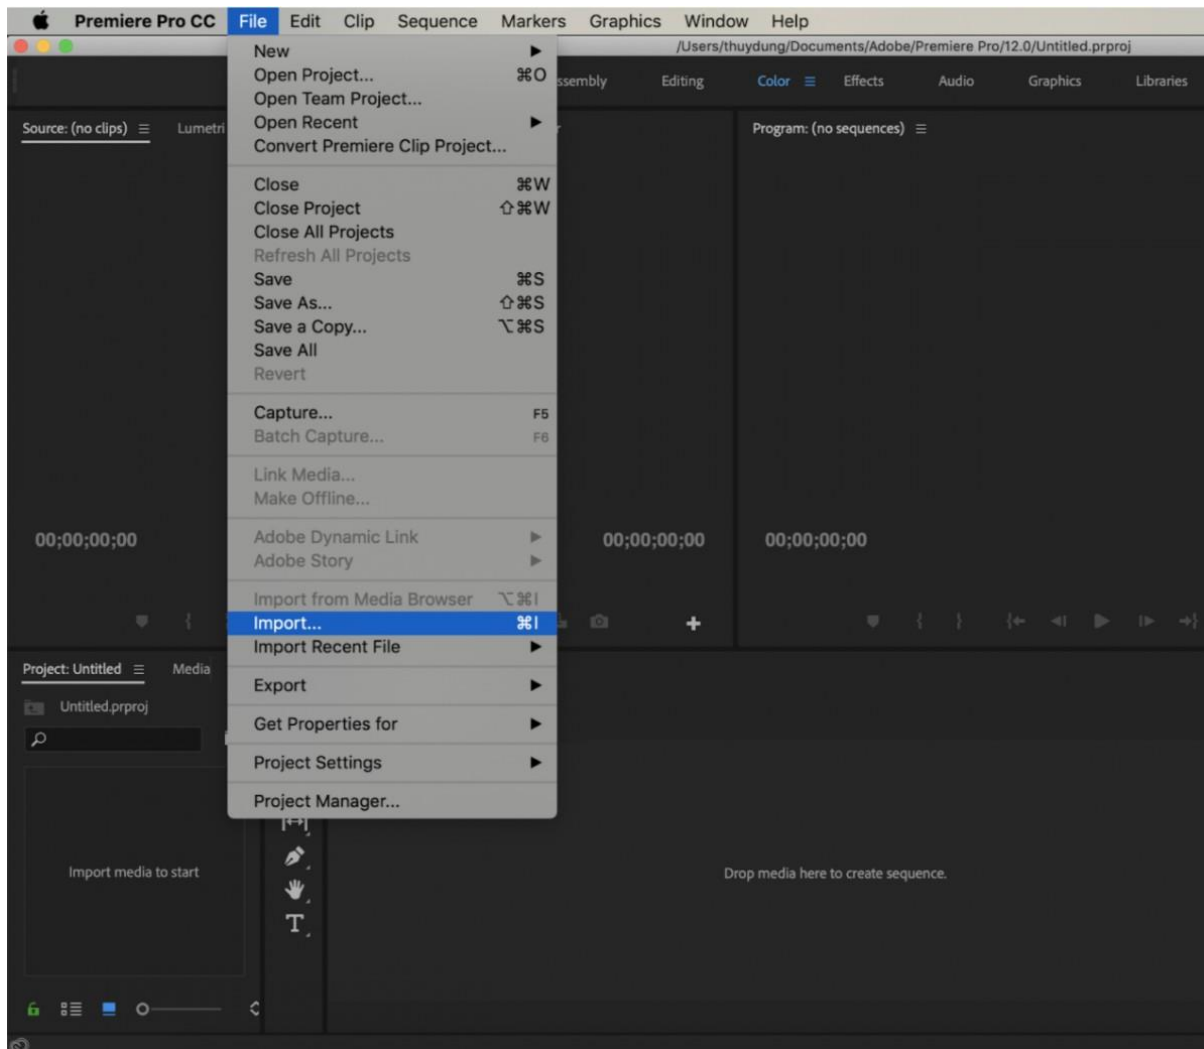 Premiere Pro CC File Edit Clip Sequence Markers Graphics Window Help
/Users/thuydung/Documents/Adobe/Premiere Pro/12.0/Untitled.prproj
Editing Color Effects Audio Graphics Libraries
Source: (no clips) Lumetri
Program: (no sequences)
New
Open Project... ⌘O
Open Team Project...
Open Recent
Convert Premiere Clip Project...
Close ⌘W
Close Project ⇧⌘W
Close All Projects
Refresh All Projects
Save ⌘S
Save As... ⇧⌘S
Save a Copy... ⌥⌘S
Save All
Revert
Capture... F5
Batch Capture... F6
Link Media...
Make Offline...
Adobe Dynamic Link
Adobe Story
Import from Media Browser ⌥⌘I
Import... ⌘I
Import Recent File
Export
Get Properties for
Project Settings
Project Manager...
00;00;00;00 00;00;00;00 00;00;00;00
Project: Untitled Media
Untitled.prproj
Import media to start
Drop media here to create sequence.